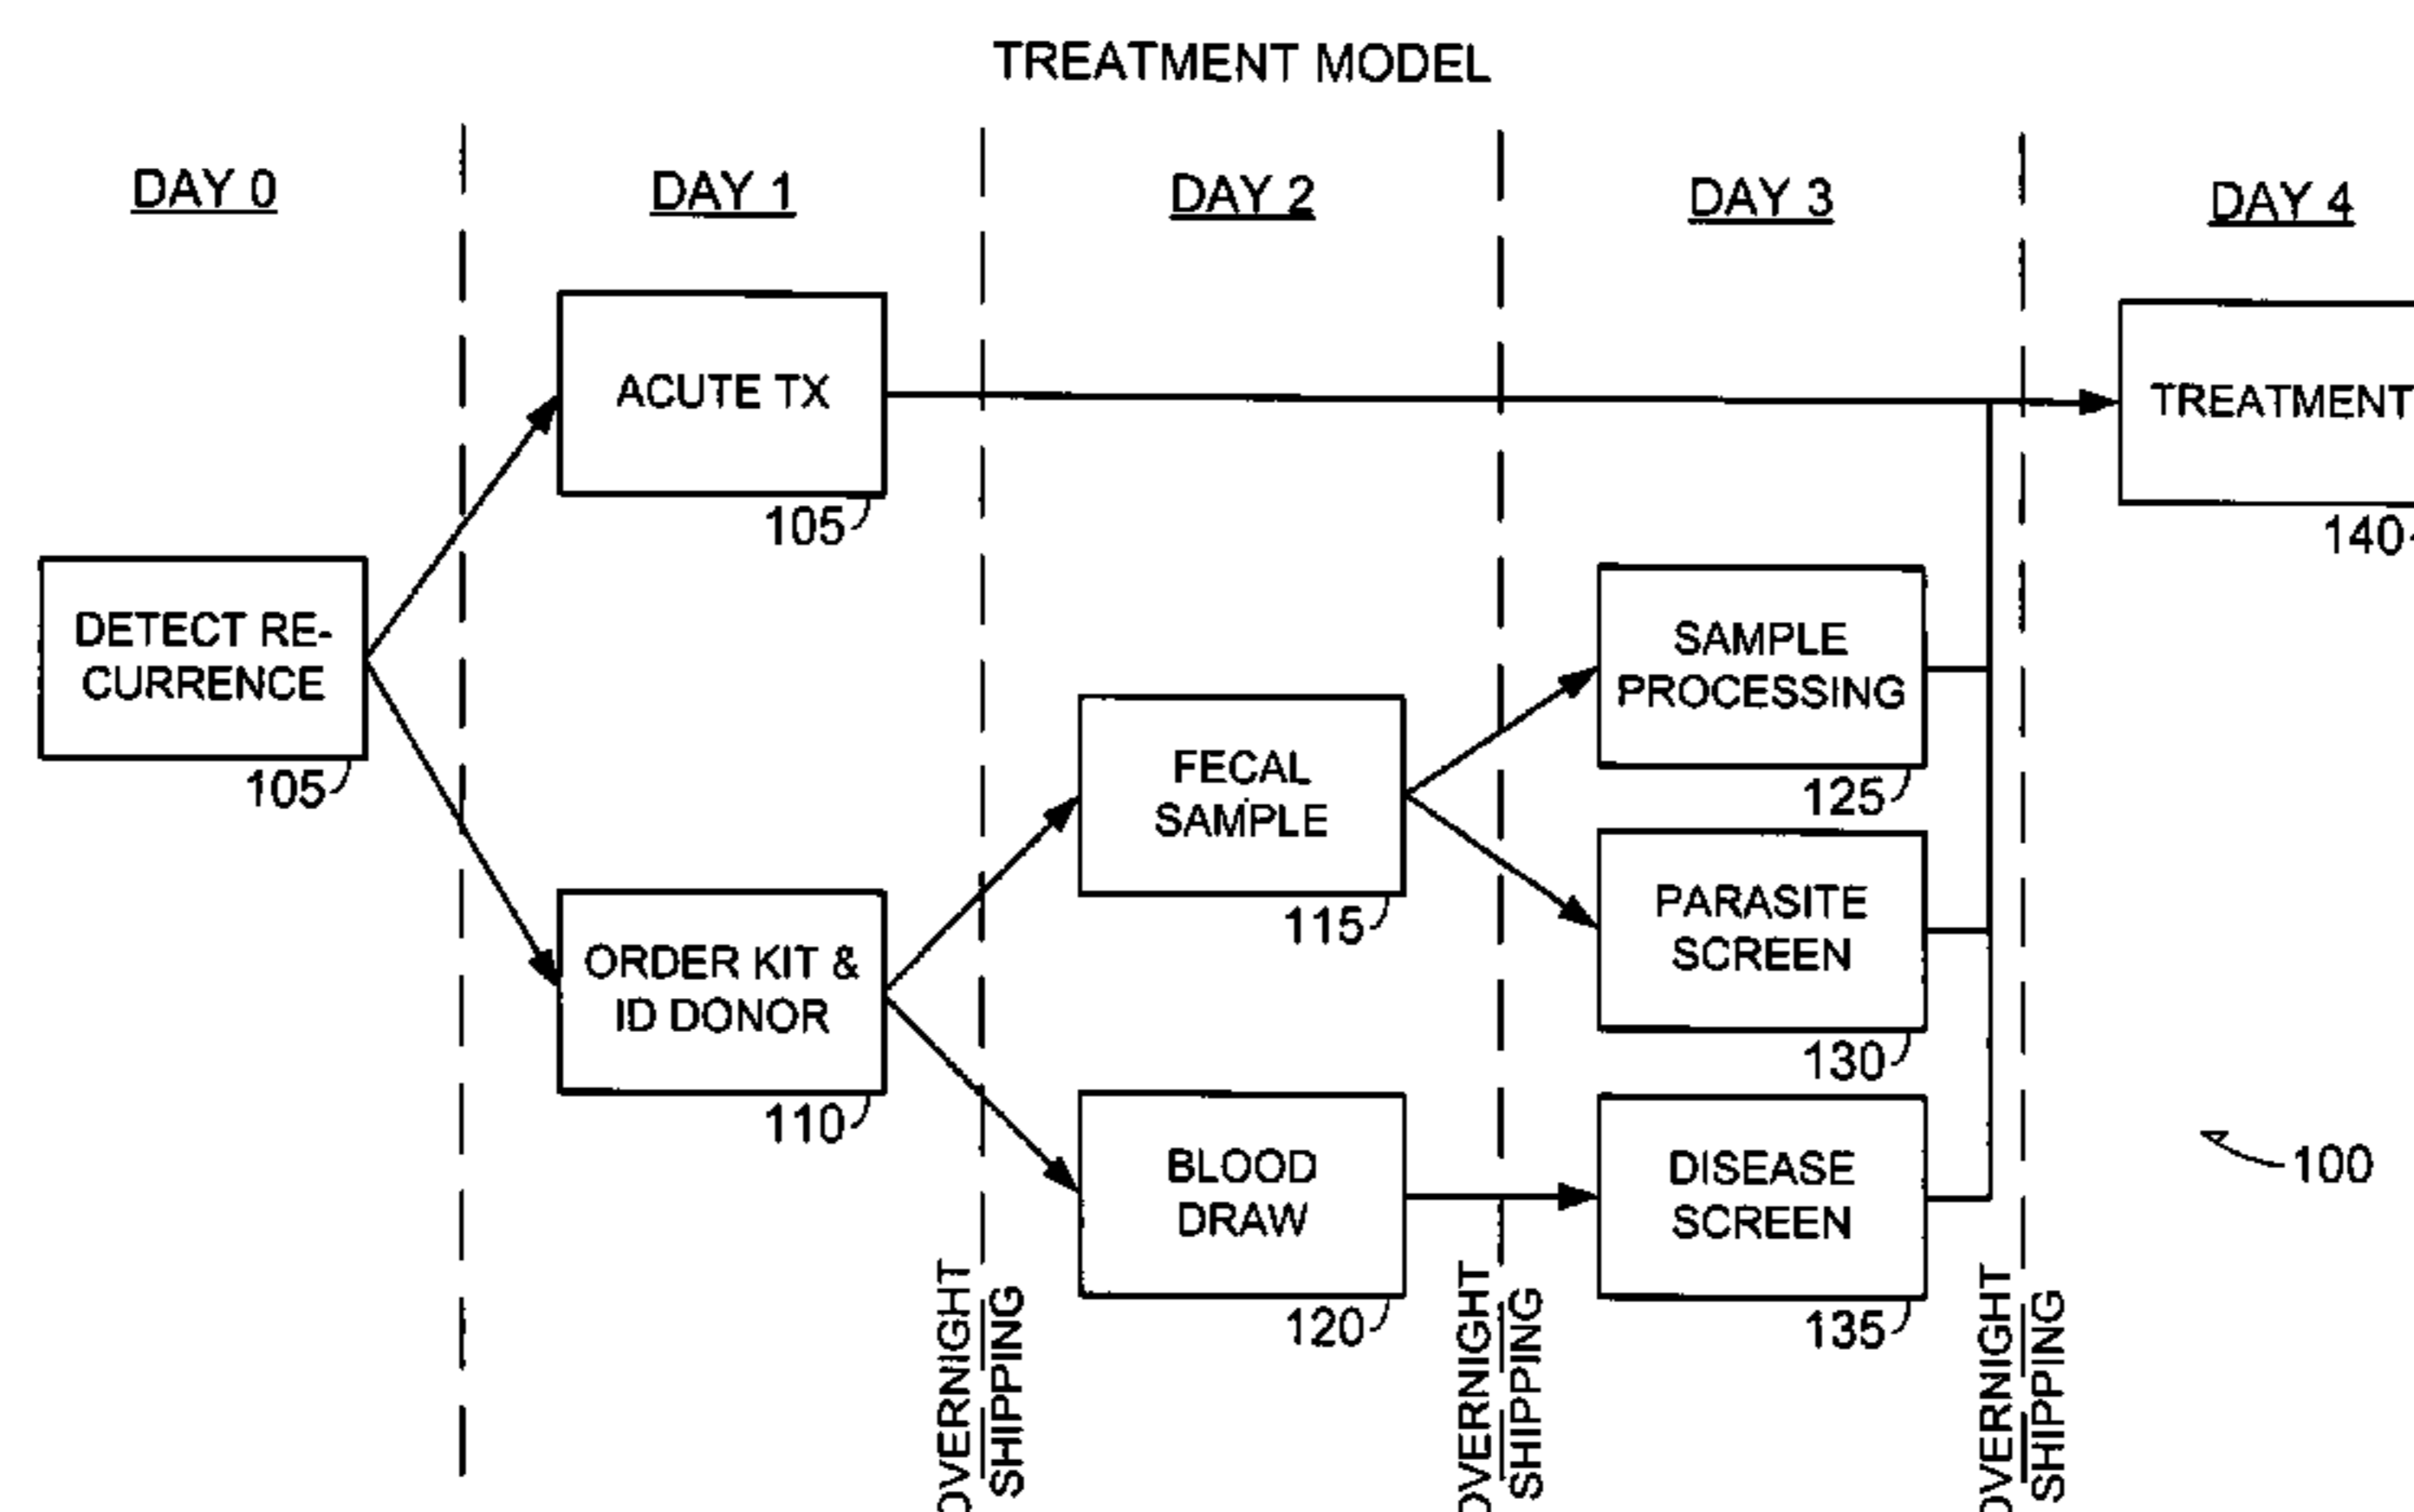 TREATMENT MODEL
DAY 0
DAY 1
DAY 2
DAY 3
DAY 4
ACUTE TX
105
TREATMENT
140
DETECT RE-
CURRENCE
105
SAMPLE
PROCESSING
125
FECAL
SAMPLE
115
PARASITE
SCREEN
130
ORDER KIT &
ID DONOR
110
BLOOD
DRAW
120
DISEASE
SCREEN
135
100
OVERNIGHT
SHIPPING
OVERNIGHT
SHIPPING
OVERNIGHT
SHIPPING